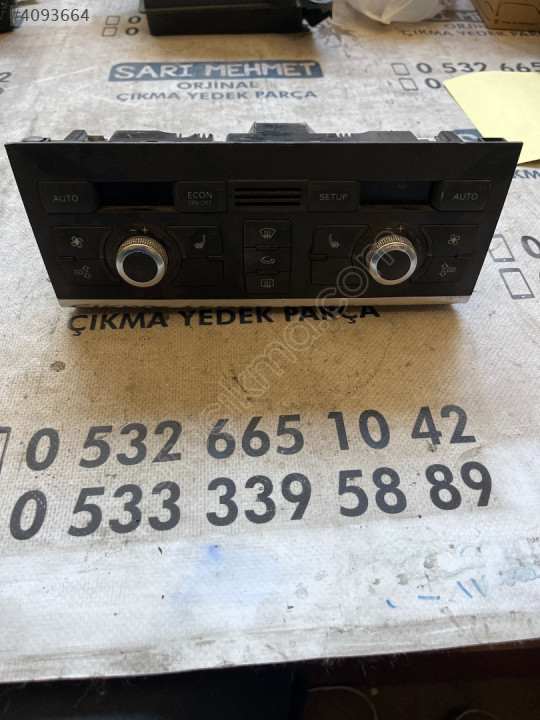 #4093664
SARI MEHMET
ORJİNAL
ÇIKMA YEDEK PARÇA
0 532 665
0
AUTO
ECON
ON/OFF
SETUP
AUTO
- +
- +
ÇIKMA YEDEK PARÇA
0 532 665 10 42
0 533 339 58 89